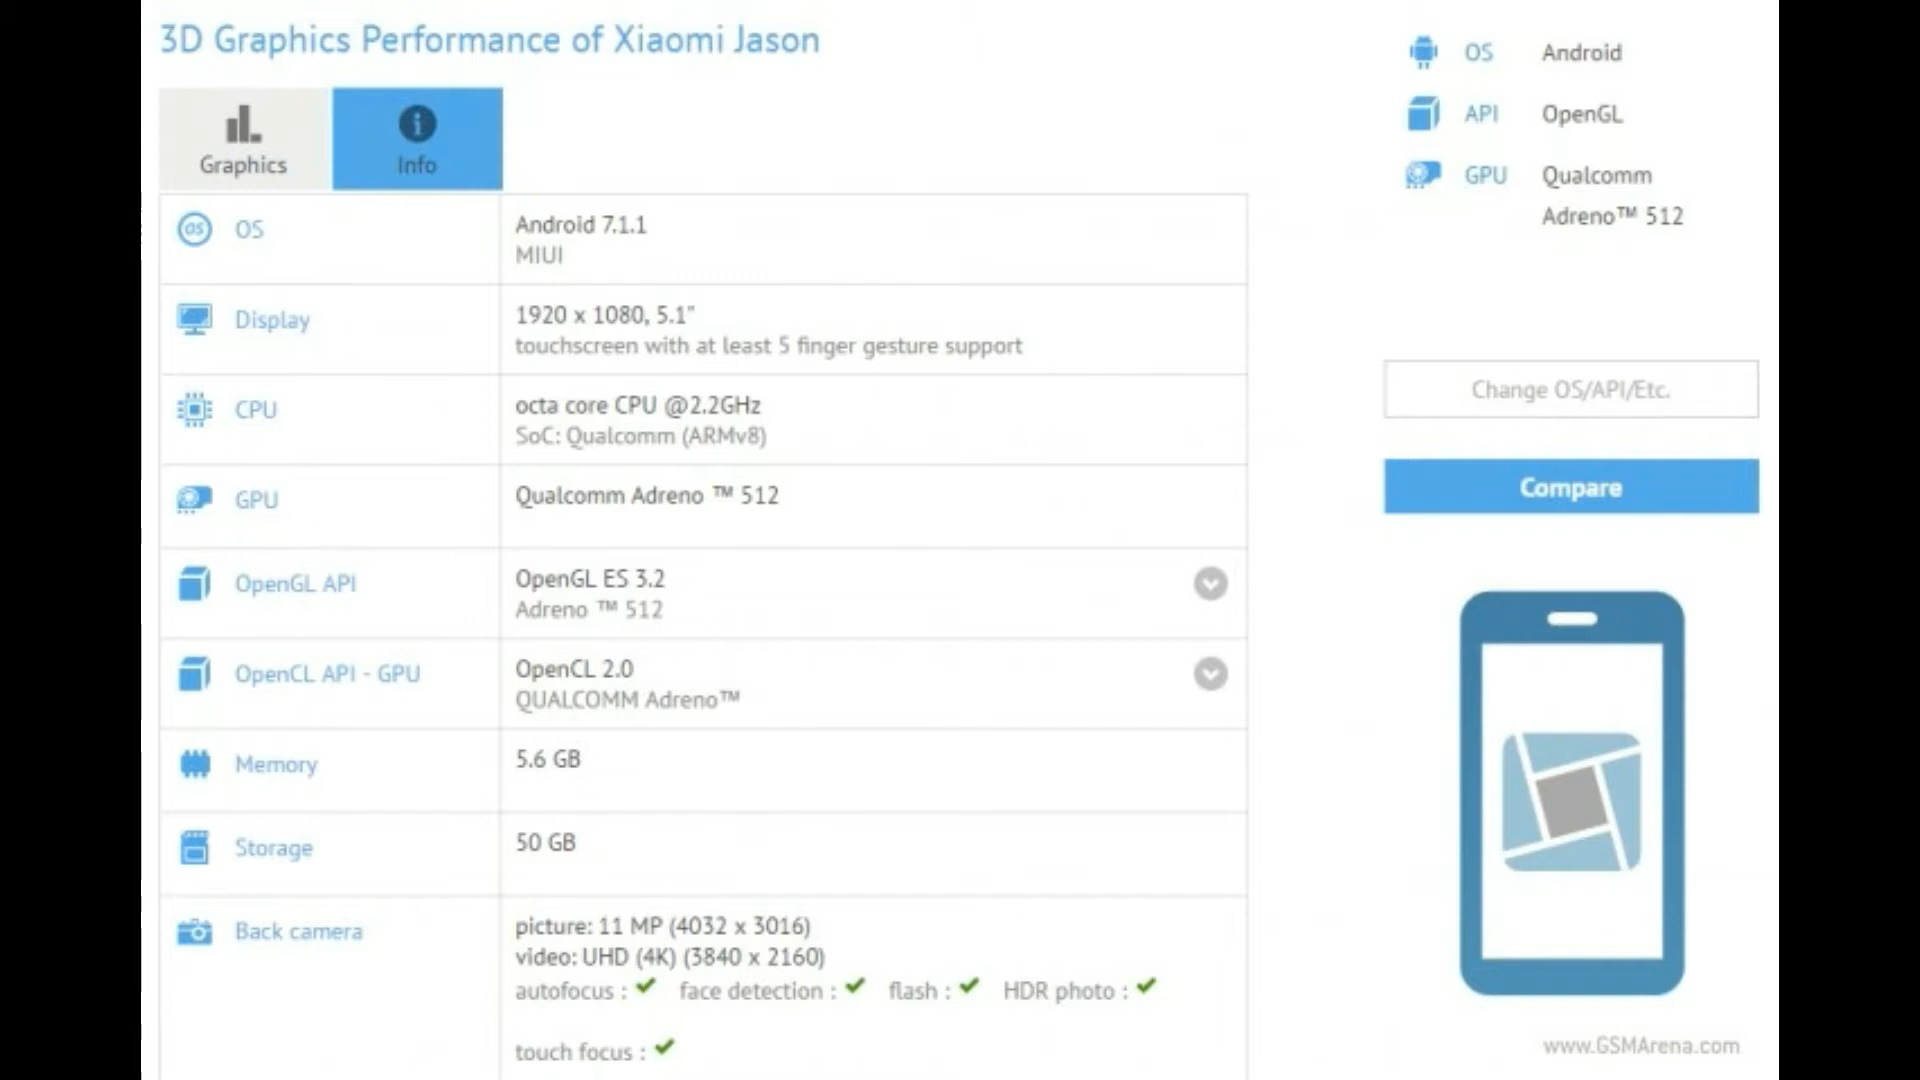 3D Graphics Performance of Xiaomi Jason
Graphics
Info
OS
Android 7.1.1
MIUI
Display
1920 x 1080, 5.1"
touchscreen with at least 5 finger gesture support
CPU
octa core CPU @2.2GHz
SoC: Qualcomm (ARMv8)
GPU
Qualcomm Adreno ™ 512
OpenGL API
OpenGL ES 3.2
Adreno ™ 512
OpenCL API - GPU
OpenCL 2.0
QUALCOMM Adreno™
Memory
5.6 GB
Storage
50 GB
Back camera
picture: 11 MP (4032 x 3016)
video: UHD (4K) (3840 x 2160)
autofocus : face detection : flash : HDR photo :
touch focus :
OS Android
API OpenGL
GPU Qualcomm
Adreno™ 512
Change OS/API/Etc.
Compare
www.GSMArena.com